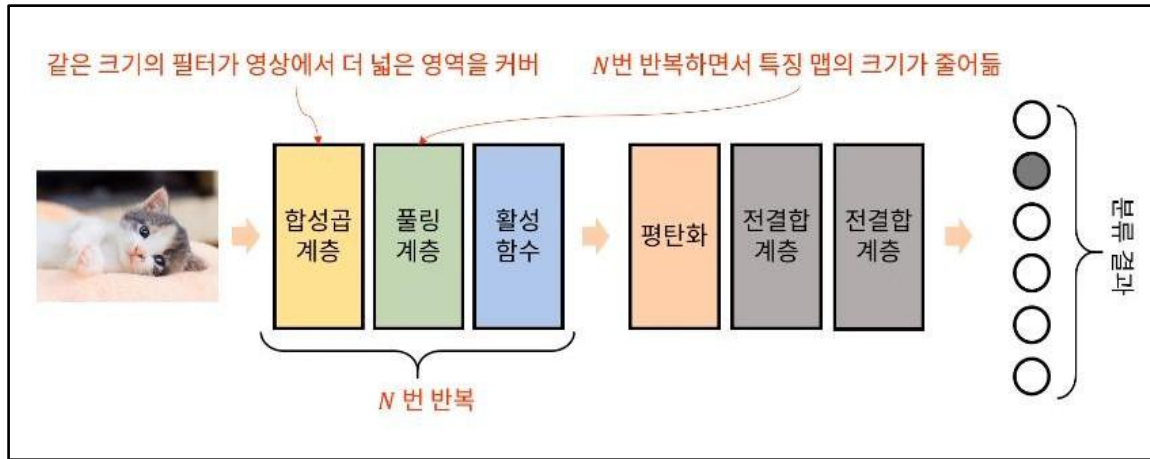 같은 크기의 필터가 영상에서 더 넓은 영역을 커버
N번 반복하면서 특징 맵의 크기가 줄어듦
합성곱
계층
풀링
계층
활성
함수
평탄화
전결합
계층
전결합
계층
분류 결과
N 번 반복